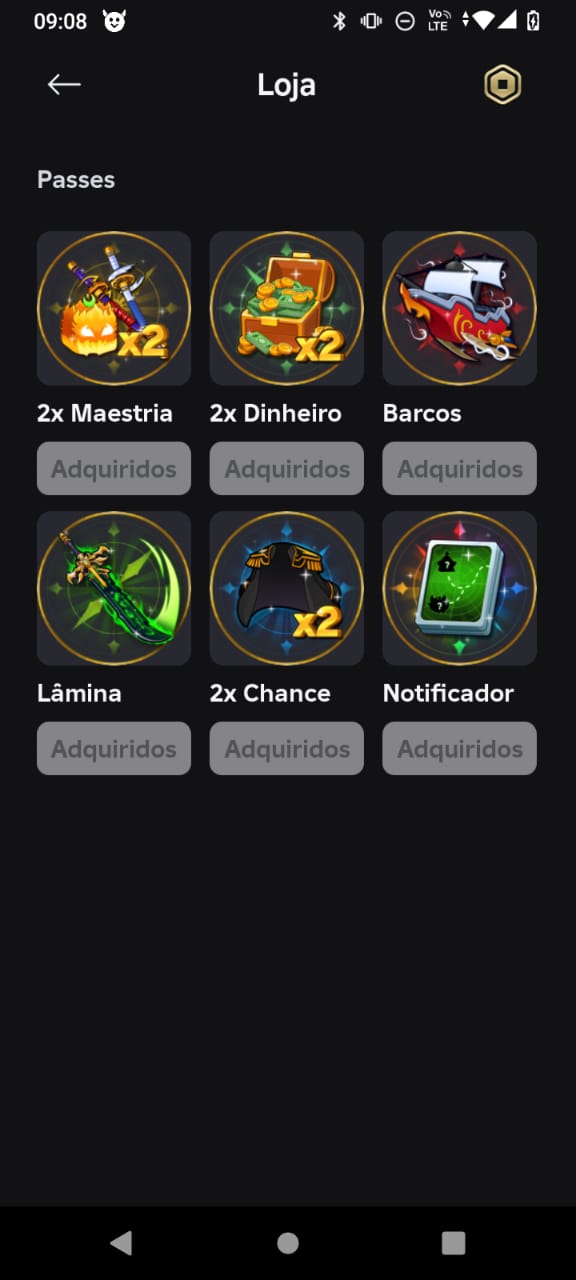 09:08
Vo LTE
Loja
Passes
x2
x2
2x Maestria 2x Dinheiro Barcos
Adquiridos Adquiridos Adquiridos
x2
? ?
Lâmina 2x Chance Notificador
Adquiridos Adquiridos Adquiridos